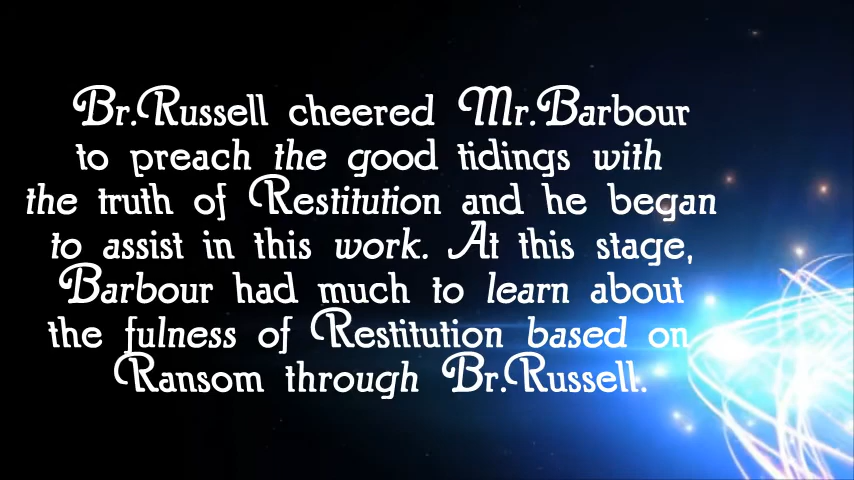 Br.Russell cheered Mr.Barbour
to preach the good tidings with
the truth of Restitution and he began
to assist in this work. At this stage,
Barbour had much to learn about
the fulness of Restitution based on
Ransom through Br.Russell.